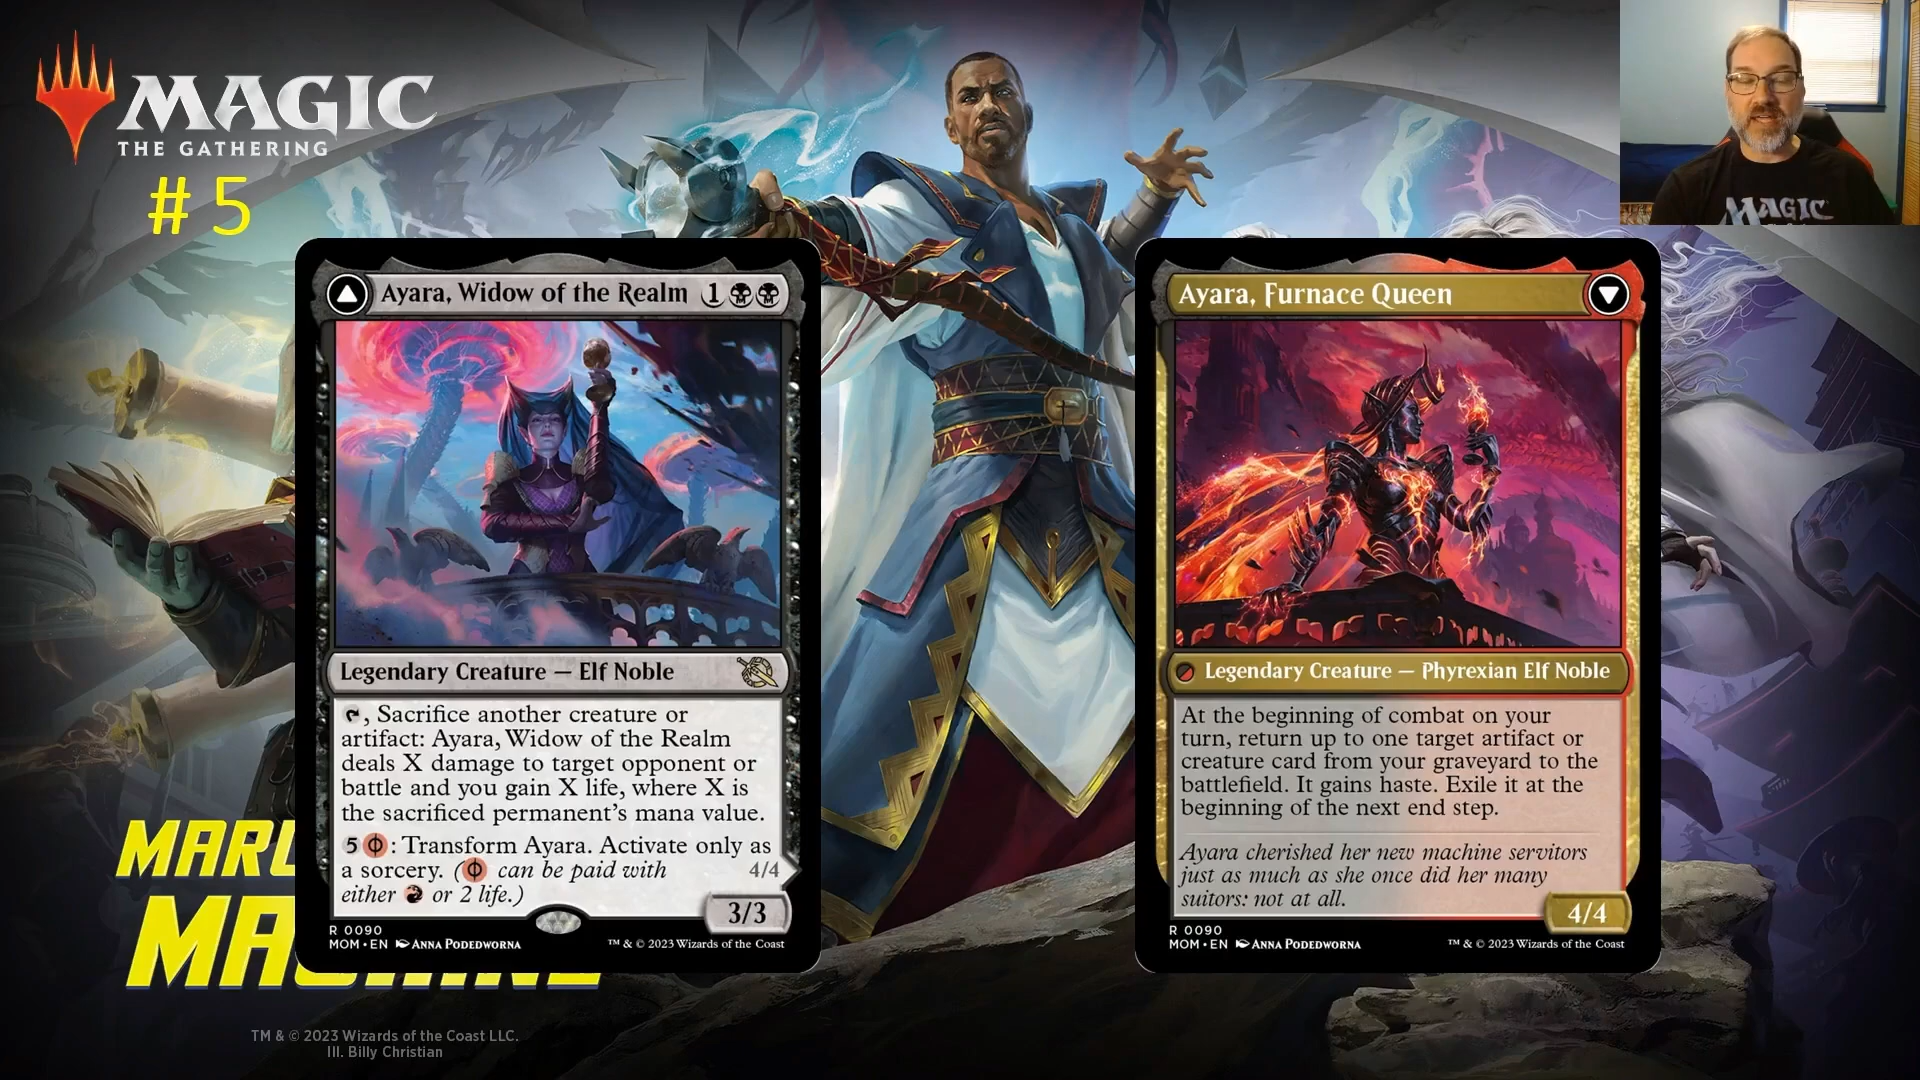 MAGIC
THE GATHERING
# 5
Ayara, Widow of the Realm 1
Legendary Creature — Elf Noble
, Sacrifice another creature or
artifact: Ayara, Widow of the Realm
deals X damage to target opponent or
battle and you gain X life, where X is
the sacrificed permanent's mana value.
5 : Transform Ayara. Activate only as
a sorcery. ( can be paid with
either or 2 life.)
4/4
3/3
R 0090
MOM • EN ANNA PODEDWORNA
™ & © 2023 Wizards of the Coast
Ayara, Furnace Queen
Legendary Creature — Phyrexian Elf Noble
At the beginning of combat on your
turn, return up to one target artifact or
creature card from your graveyard to the
battlefield. It gains haste. Exile it at the
beginning of the next end step.
Ayara cherished her new machine servitors
just as much as she once did her many
suitors: not at all.
4/4
R 0090
MOM • EN ANNA PODEDWORNA
™ & © 2023 Wizards of the Coast
MAGIC
TM & © 2023 Wizards of the Coast LLC.
Ill. Billy Christian